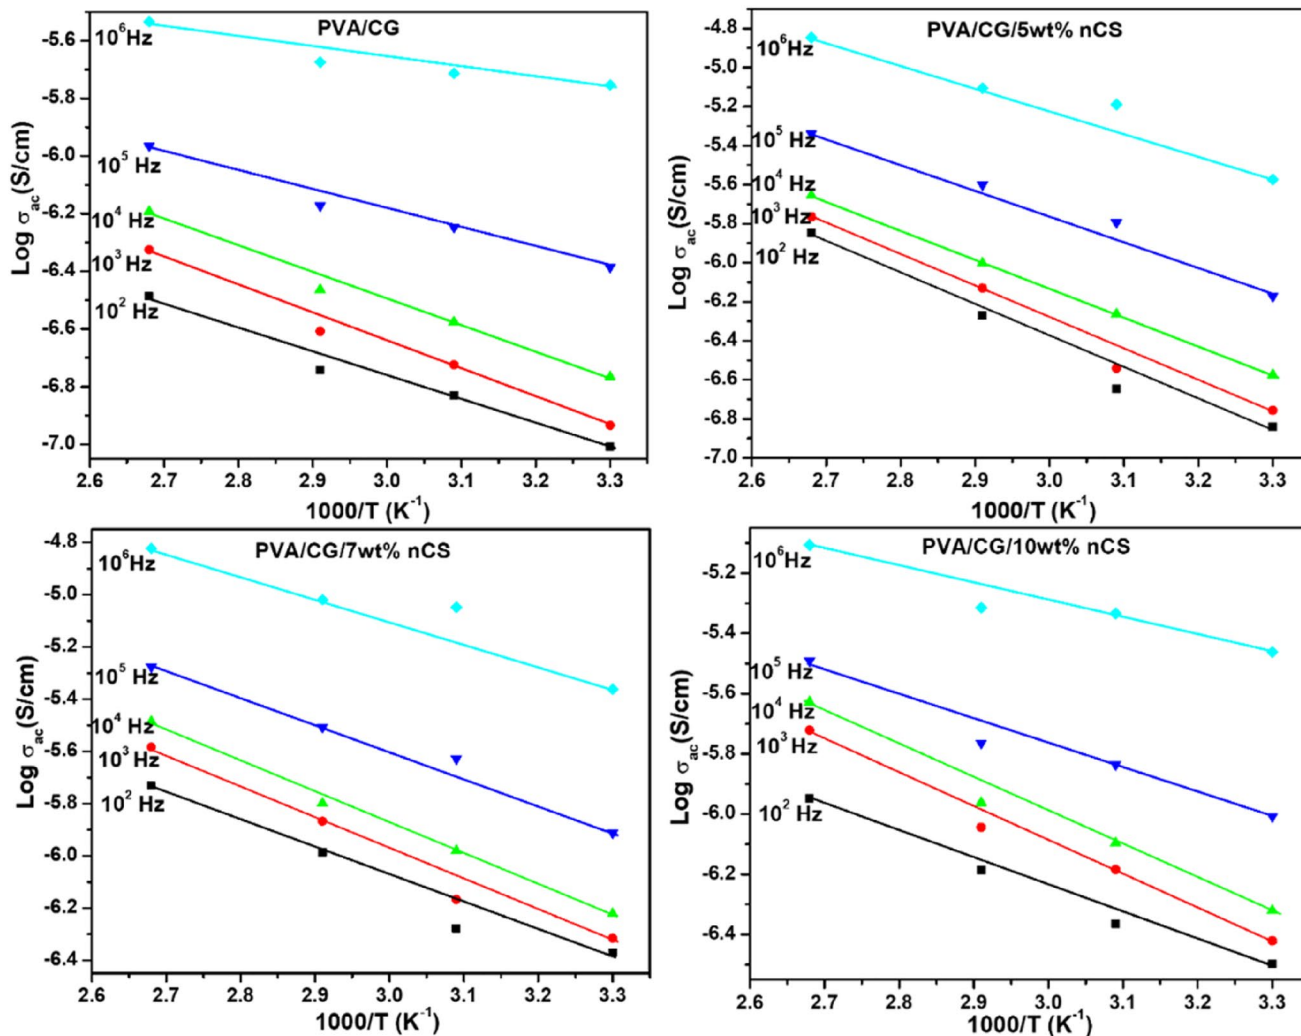 PVA/CG
10⁶Hz
-5.6
-5.8
10⁵ Hz
-6.0
10⁴ Hz
-6.2
10³ Hz
-6.4
10² Hz
-6.6
-6.8
-7.0
Log σac(S/cm)
2.6 2.7 2.8 2.9 3.0 3.1 3.2 3.3
1000/T (K⁻¹)
PVA/CG/5wt% nCS
10⁶Hz
-4.8
-5.0
-5.2
10⁵ Hz
-5.4
10⁴ Hz
-5.6
10³ Hz
-5.8
10² Hz
-6.0
-6.2
-6.4
-6.6
-6.8
-7.0
Log σac(S/cm)
2.6 2.7 2.8 2.9 3.0 3.1 3.2 3.3
1000/T (K⁻¹)
PVA/CG/7wt% nCS
-4.8
10⁶Hz
-5.0
-5.2
10⁵ Hz
-5.4
10⁴ Hz
-5.6
10³ Hz
-5.8
10² Hz
-6.0
-6.2
-6.4
Log σac(S/cm)
2.6 2.7 2.8 2.9 3.0 3.1 3.2 3.3
1000/T (K⁻¹)
PVA/CG/10wt% nCS
10⁶Hz
-5.2
-5.4
10⁵ Hz
-5.6
10⁴ Hz
10³ Hz
-5.8
10² Hz
-6.0
-6.2
-6.4
Log σac(S/cm)
2.6 2.7 2.8 2.9 3.0 3.1 3.2 3.3
1000/T (K⁻¹)